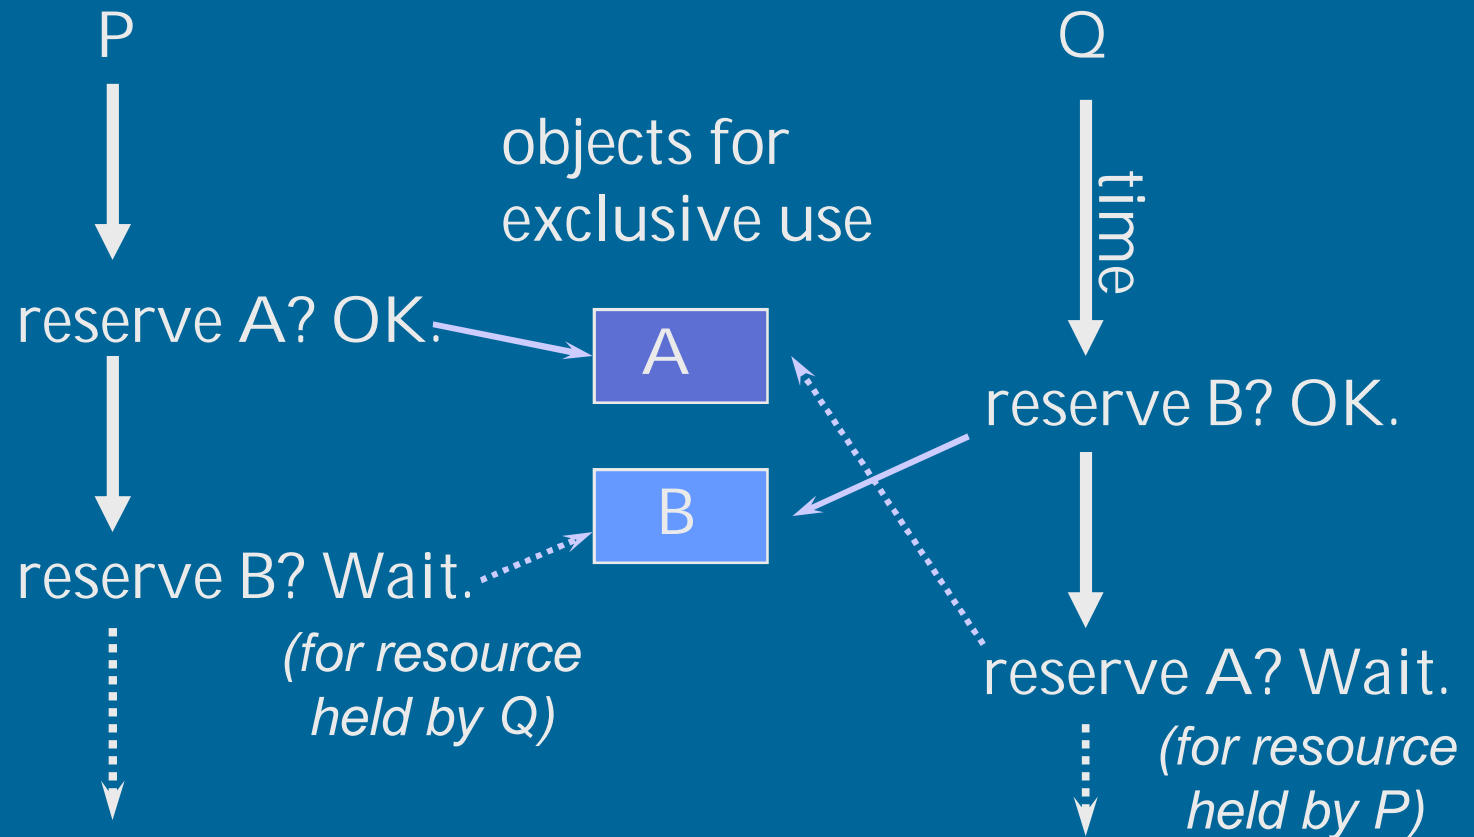 P
Q
objects for
exclusive use
time
reserve A? OK.
A
reserve B? OK.
B
reserve B? Wait.
(for resource
held by Q)
reserve A? Wait.
(for resource
held by P)